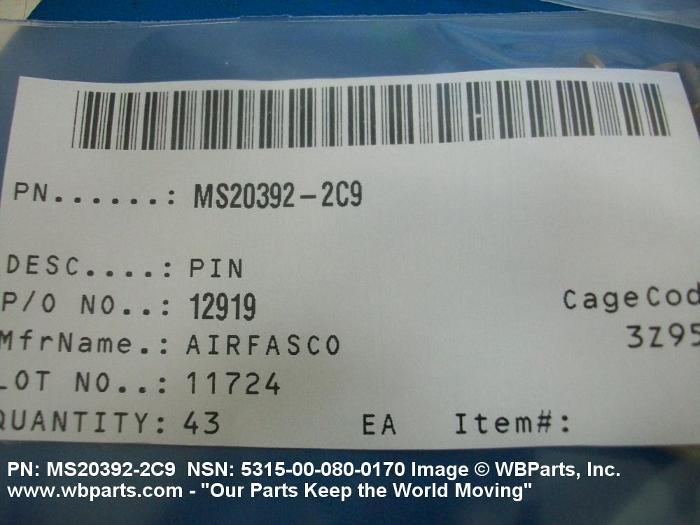 PN......: MS20392-2C9
DESC....: PIN
P/O NO..: 12919
CageCod
MfrName.: AIRFASCO
3Z95
LOT NO..: 11724
QUANTITY: 43 EA Item#:
PN: MS20392-2C9 NSN: 5315-00-080-0170 Image © WBParts, Inc.
www.wbparts.com - "Our Parts Keep the World Moving"